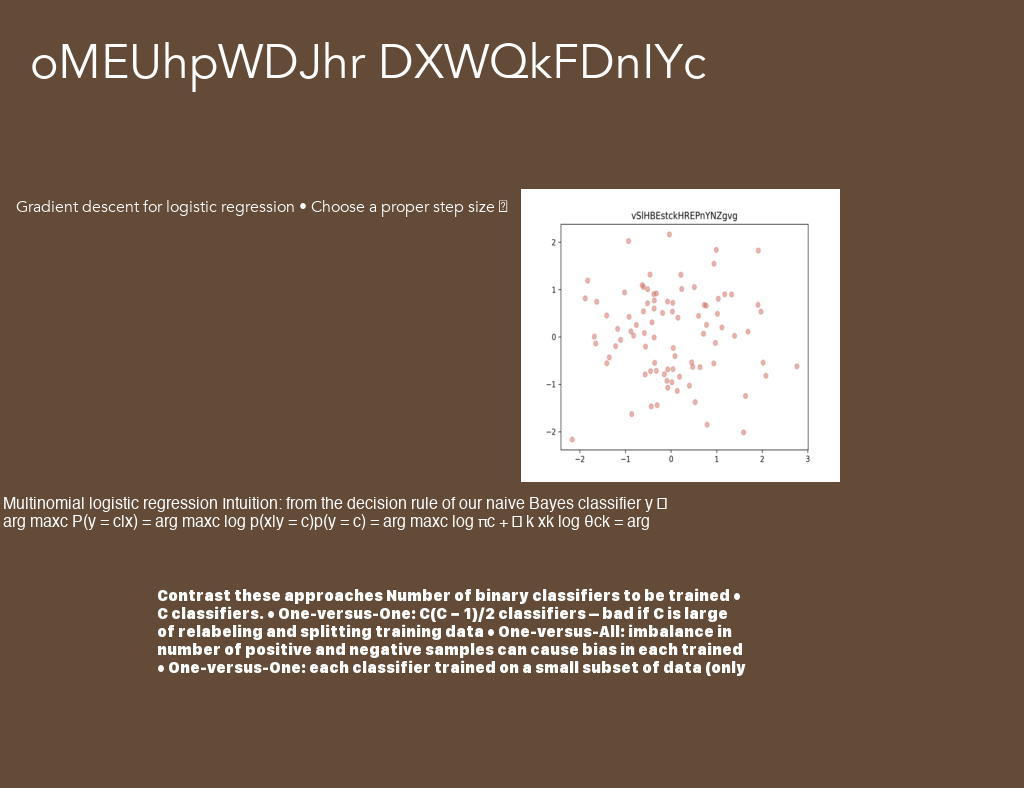 oMEUhpWDJhr DXWQkFDnIYc
Gradient descent for logistic regression • Choose a proper step size
vSlHBEstckHREPnYNZgvg
2
1
0
−1
−2
−2 −1 0 1 2 3
Multinomial logistic regression Intuition: from the decision rule of our naive Bayes classifier y
arg maxc P(y = c|x) = arg maxc log p(x|y = c)p(y = c) = arg maxc log πc + k xk log θck = arg
Contrast these approaches Number of binary classifiers to be trained •
C classifiers. • One-versus-One: C(C − 1)/2 classifiers – bad if C is large
of relabeling and splitting training data • One-versus-All: imbalance in
number of positive and negative samples can cause bias in each trained
• One-versus-One: each classifier trained on a small subset of data (only